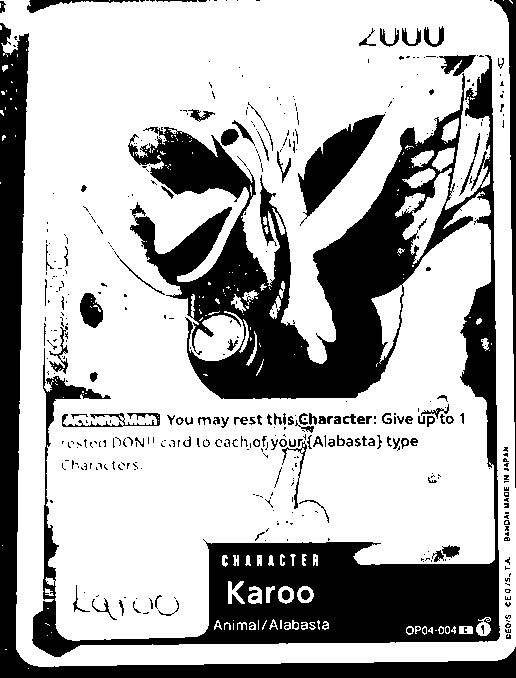 2000
Activate: Main You may rest this Character: Give up to 1
rested DON!! card to each of your {Alabasta} type
Characters.
CHARACTER
Karoo
Karoo
Animal/Alabasta
OP04-004 C 1
BANDAI MADE IN JAPAN